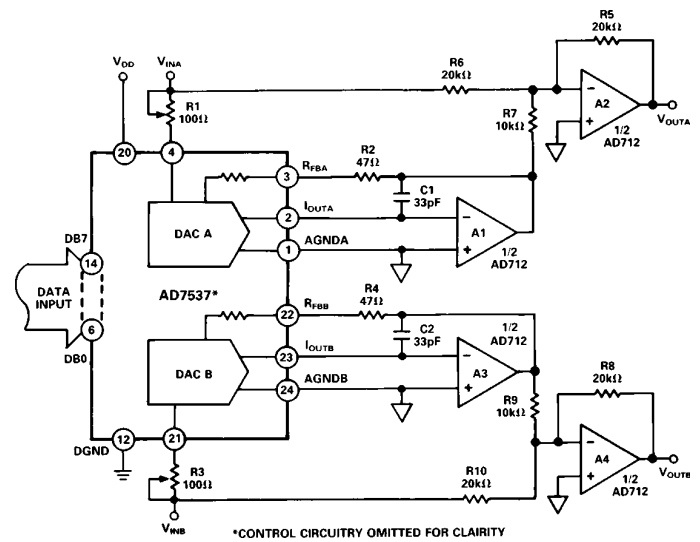 R5
20kΩ
VDD
VINA
R6
20kΩ
R1
100Ω
R7
10kΩ
A2
VOUTA
1/2
AD712
20
4
3
RFBA
R2
47Ω
C1
33pF
DAC A
2
IOUTA
A1
1
AGNDA
1/2
AD712
DB7
14
DATA
INPUT
AD7537*
6
DB0
22
RFBB
R4
47Ω
C2
33pF
1/2
AD712
DAC B
23
IOUTB
A3
24
AGNDB
R9
10kΩ
R8
20kΩ
DGND
12
21
R3
100Ω
R10
20kΩ
A4
VOUTB
1/2
AD712
VINB
*CONTROL CIRCUITRY OMITTED FOR CLAIRITY